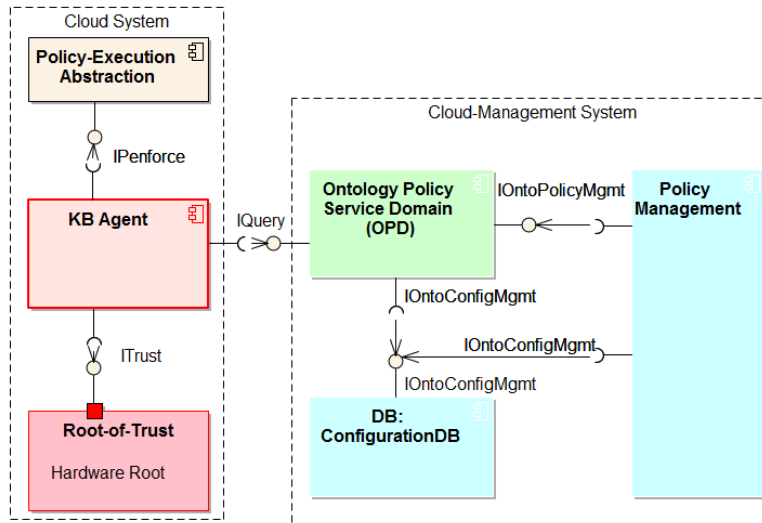 Cloud System
Policy-Execution
Abstraction
IPenforce
KB Agent
ITrust
Root-of-Trust
Hardware Root
IQuery
Cloud-Management System
Ontology Policy
Service Domain
(OPD)
IOntoPolicyMgmt
Policy
Management
IOntoConfigMgmt
IOntoConfigMgmt
IOntoConfigMgmt
DB:
ConfigurationDB